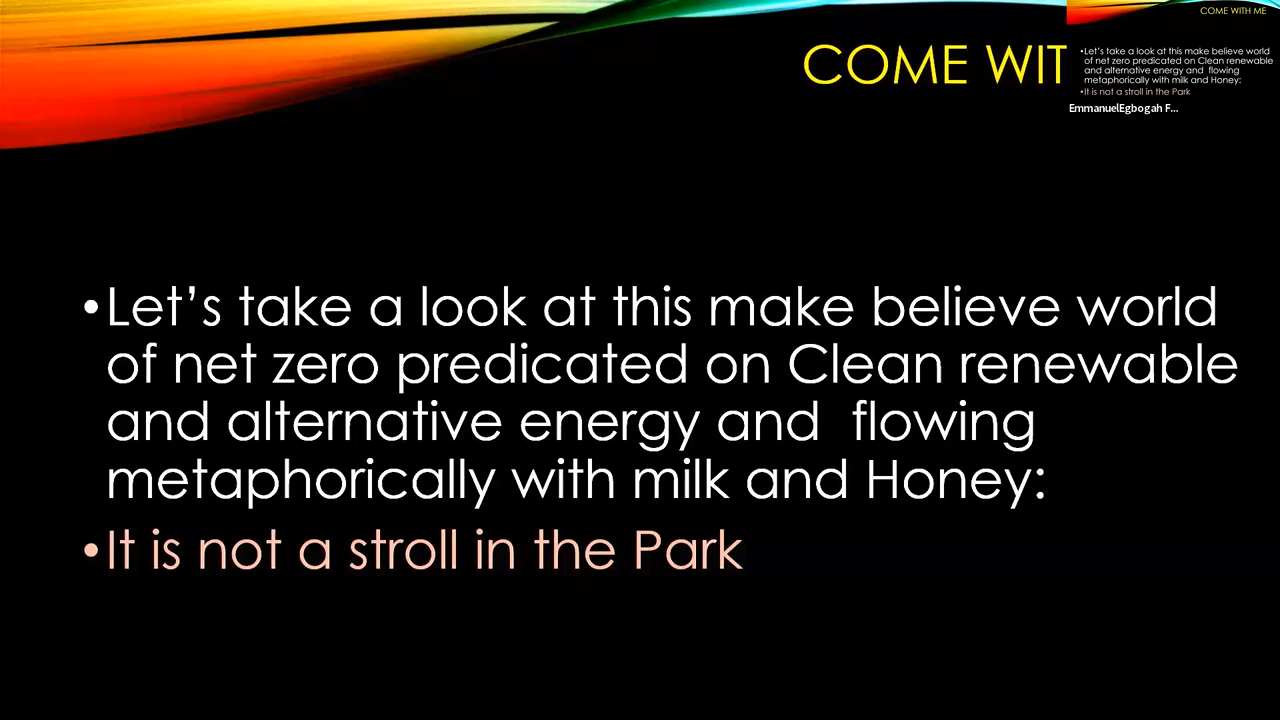 COME WIT
•Let’s take a look at this make believe world
of net zero predicated on Clean renewable
and alternative energy and  flowing
metaphorically with milk and Honey:
•It is not a stroll in the Park
COME WITH ME
•Let’s take a look at this make believe world
of net zero predicated on Clean renewable
and alternative energy and  flowing
metaphorically with milk and Honey:
•It is not a stroll in the Park
EmmanuelEgbogah F...